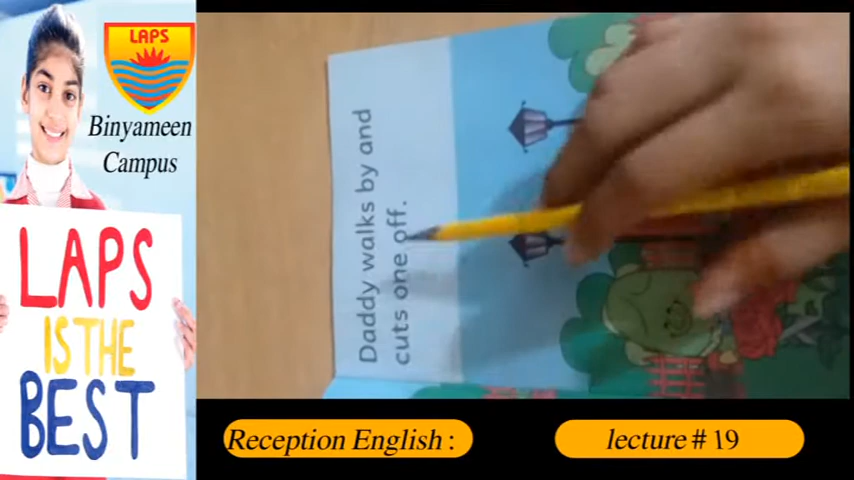 LAPS
Binyameen
Campus
LAPS
IS THE
BEST
Daddy walks by and
cuts one off.
Reception English :
lecture # 19